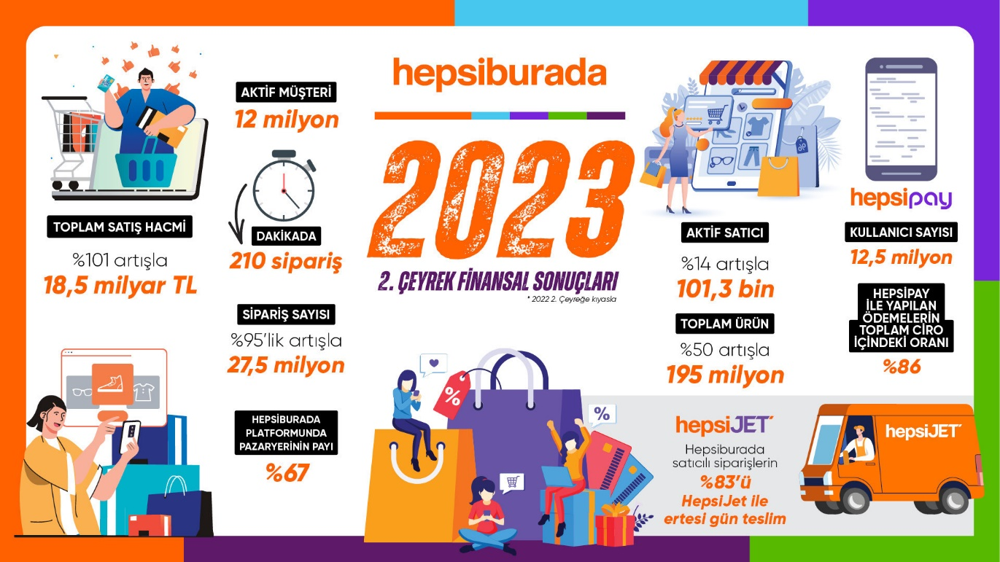 hepsiburada
2023
2. ÇEYREK FİNANSAL SONUÇLARI
* 2022 2. Çeyreğe kıyasla
TOPLAM SATIŞ HACMİ
%101 artışla
18,5 milyar TL
AKTİF MÜŞTERİ
12 milyon
DAKİKADA
210 sipariş
SİPARİŞ SAYISI
%95'lik artışla
27,5 milyon
HEPSİBURADA
PLATFORMUNDA
PAZARYERİNİN PAYI
%67
%
%
AKTİF SATICI
%14 artışla
101,3 bin
TOPLAM ÜRÜN
%50 artışla
195 milyon
hepsipay
KULLANICI SAYISI
12,5 milyon
HEPSİPAY
İLE YAPILAN
ÖDEMELERİN
TOPLAM CİRO
İÇİNDEKİ ORANI
%86
hepsiJET
Hepsiburada
satıcılı siparişlerin
%83'ü
HepsiJet ile
ertesi gün teslim
hepsiJET